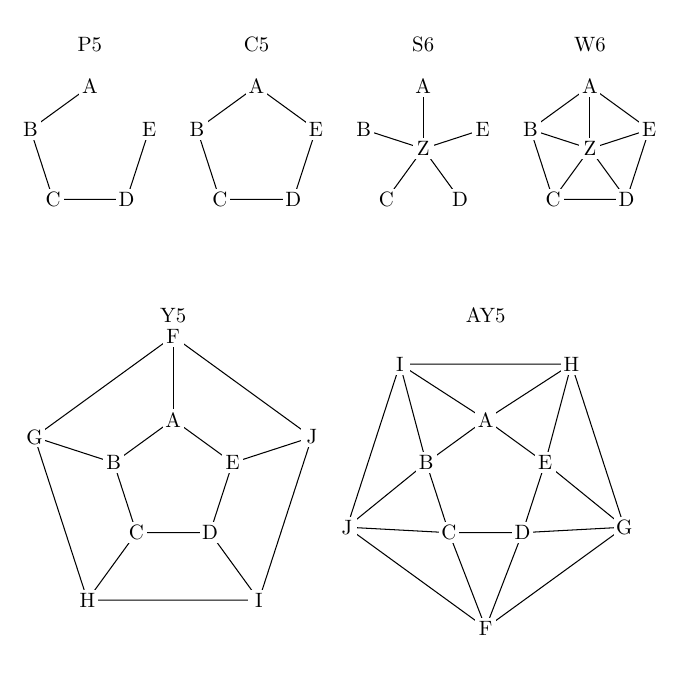 P5 C5 S6 W6
A A A A
B E B E B E B E
Z Z
C D C D C D C D
Y5 AY5
F
I H
A A
G J
B E B E
J G
C D C D
H I
F